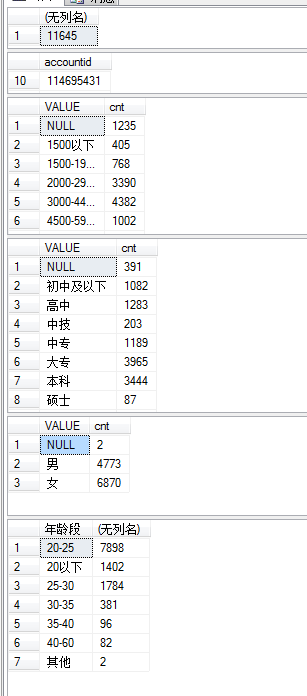 消息
(无列名)
1 11645
accountid
10 114695431
VALUE cnt
1 NULL 1235
2 1500以下 405
3 1500-19... 768
4 2000-29... 3390
5 3000-44... 4382
6 4500-59... 1002
VALUE cnt
1 NULL 391
2 初中及以下 1082
3 高中 1283
4 中技 203
5 中专 1189
6 大专 3965
7 本科 3444
8 硕士 87
VALUE cnt
1 NULL 2
2 男 4773
3 女 6870
年龄段 (无列名)
1 20-25 7898
2 20以下 1402
3 25-30 1784
4 30-35 381
5 35-40 96
6 40-60 82
7 其他 2